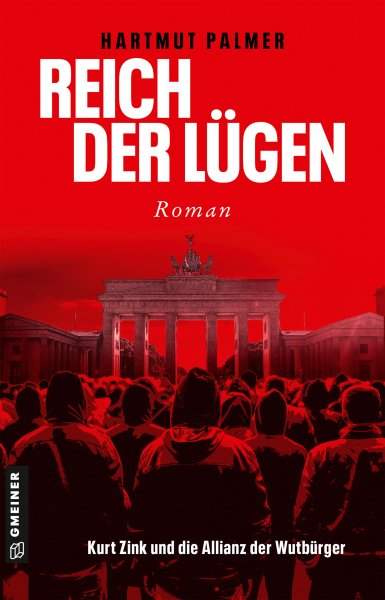 HARTMUT PALMER
REICH
DER LÜGEN
Roman
GMEINER
Kurt Zink und die Allianz der Wutbürger